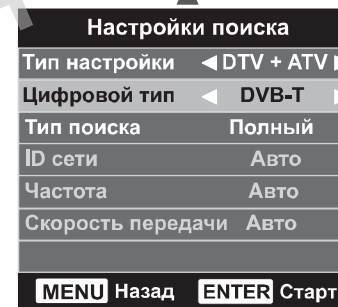 Настройки поиска
Тип настройки ◀ DTV + ATV ▶
Цифровой тип ◀ DVB-T ▶
Тип поиска Полный
ID сети Авто
Частота Авто
Скорость передачи Авто
MENU Назад ENTER Старт